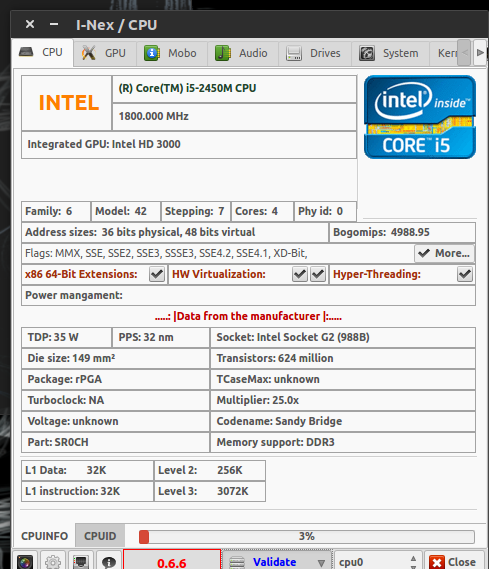 I-Nex / CPU
CPU GPU Mobo Audio Drives System Kern
INTEL
(R) Core(TM) i5-2450M CPU
1800.000 MHz
Integrated GPU: Intel HD 3000
intel inside™
CORE i5
Family: 6 Model: 42 Stepping: 7 Cores: 4 Phy id: 0
Address sizes: 36 bits physical, 48 bits virtual Bogomips: 4988.95
Flags: MMX, SSE, SSE2, SSE3, SSSE3, SSE4.2, SSE4.1, XD-Bit, More...
x86 64-Bit Extensions: HW Virtualization: Hyper-Threading:
Power mangament:
.....: |Data from the manufacturer |:.....
TDP: 35 W PPS: 32 nm Socket: Intel Socket G2 (988B)
Die size: 149 mm² Transistors: 624 million
Package: rPGA TCaseMax: unknown
Turboclock: NA Multiplier: 25.0x
Voltage: unknown Codename: Sandy Bridge
Part: SR0CH Memory support: DDR3
L1 Data: 32K Level 2: 256K
L1 instruction: 32K Level 3: 3072K
CPUINFO CPUID 3%
0.6.6 Validate cpu0 Close